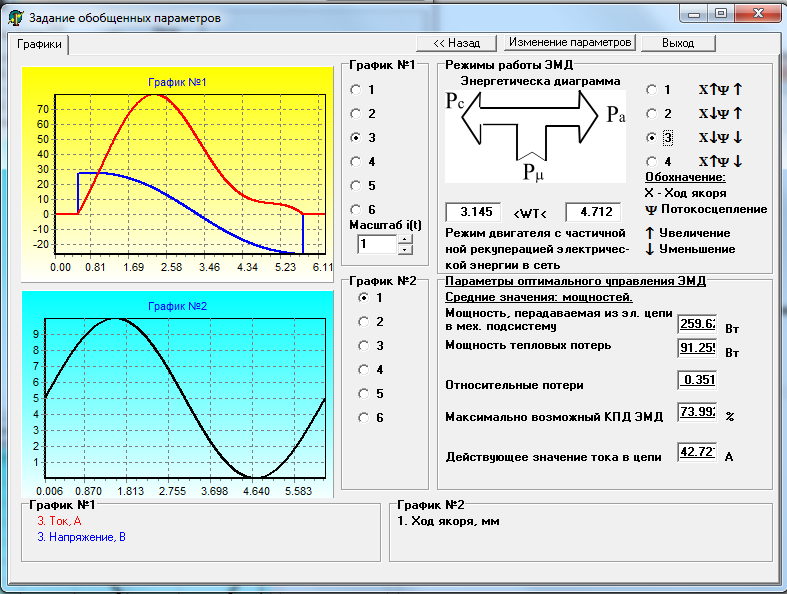 Задание обобщенных параметров
Графики
<< Назад
Изменение параметров
Выход
График №1
70
60
50
40
30
20
10
0
-10
-20
0.00 0.81 1.69 2.58 3.46 4.34 5.23 6.11
График №1
1
2
3
4
5
6
Масштаб i(t)
1
Режимы работы ЭМД
Энергетическа диаграмма
Pc
Pa
Pμ
1 X↑Ψ ↑
2 X↓Ψ ↑
3 X↓Ψ ↓
4 X↑Ψ ↓
Обозначение:
X - Ход якоря
Ψ Потокосцепление
↑ Увеличение
↓ Уменьшение
3.145 <WT< 4.712
Режим двигателя с частичной
ной рекуперацией электричес-
кой энергии в сеть
График №2
9
8
7
6
5
4
3
2
1
0.006 0.870 1.813 2.755 3.698 4.640 5.583
График №2
1
2
3
4
5
6
Параметры оптимального управления ЭМД
Средние значения: мощностей.
Мощность, перадаваемая из эл. цепи
в мех. подсистему
259.62 Вт
Мощность тепловых потерь
91.25 Вт
Относительные потери
0.351
Максимально возможный КПД ЭМД
73.992 %
Действующее значение тока в цепи
42.72 А
График №1
3. Ток, А
3. Напряжение, В
График №2
1. Ход якоря, мм